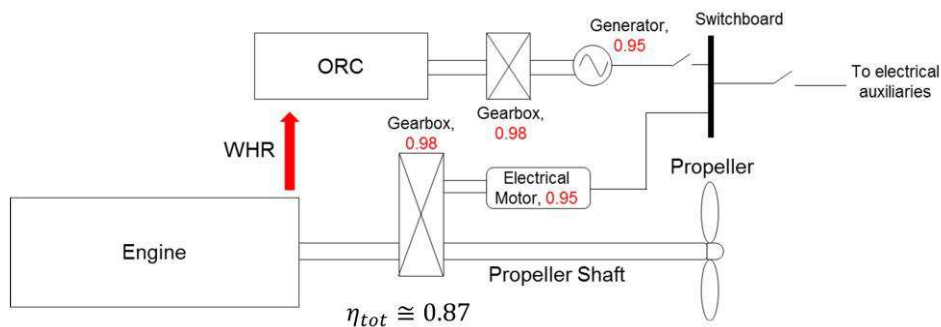 Generator,
0.95
Switchboard
ORC
To electrical
auxiliaries
Gearbox,
0.98
Gearbox,
0.98
WHR
Electrical
Motor, 0.95
Propeller
Engine
Propeller Shaft
η_tot ≅ 0.87